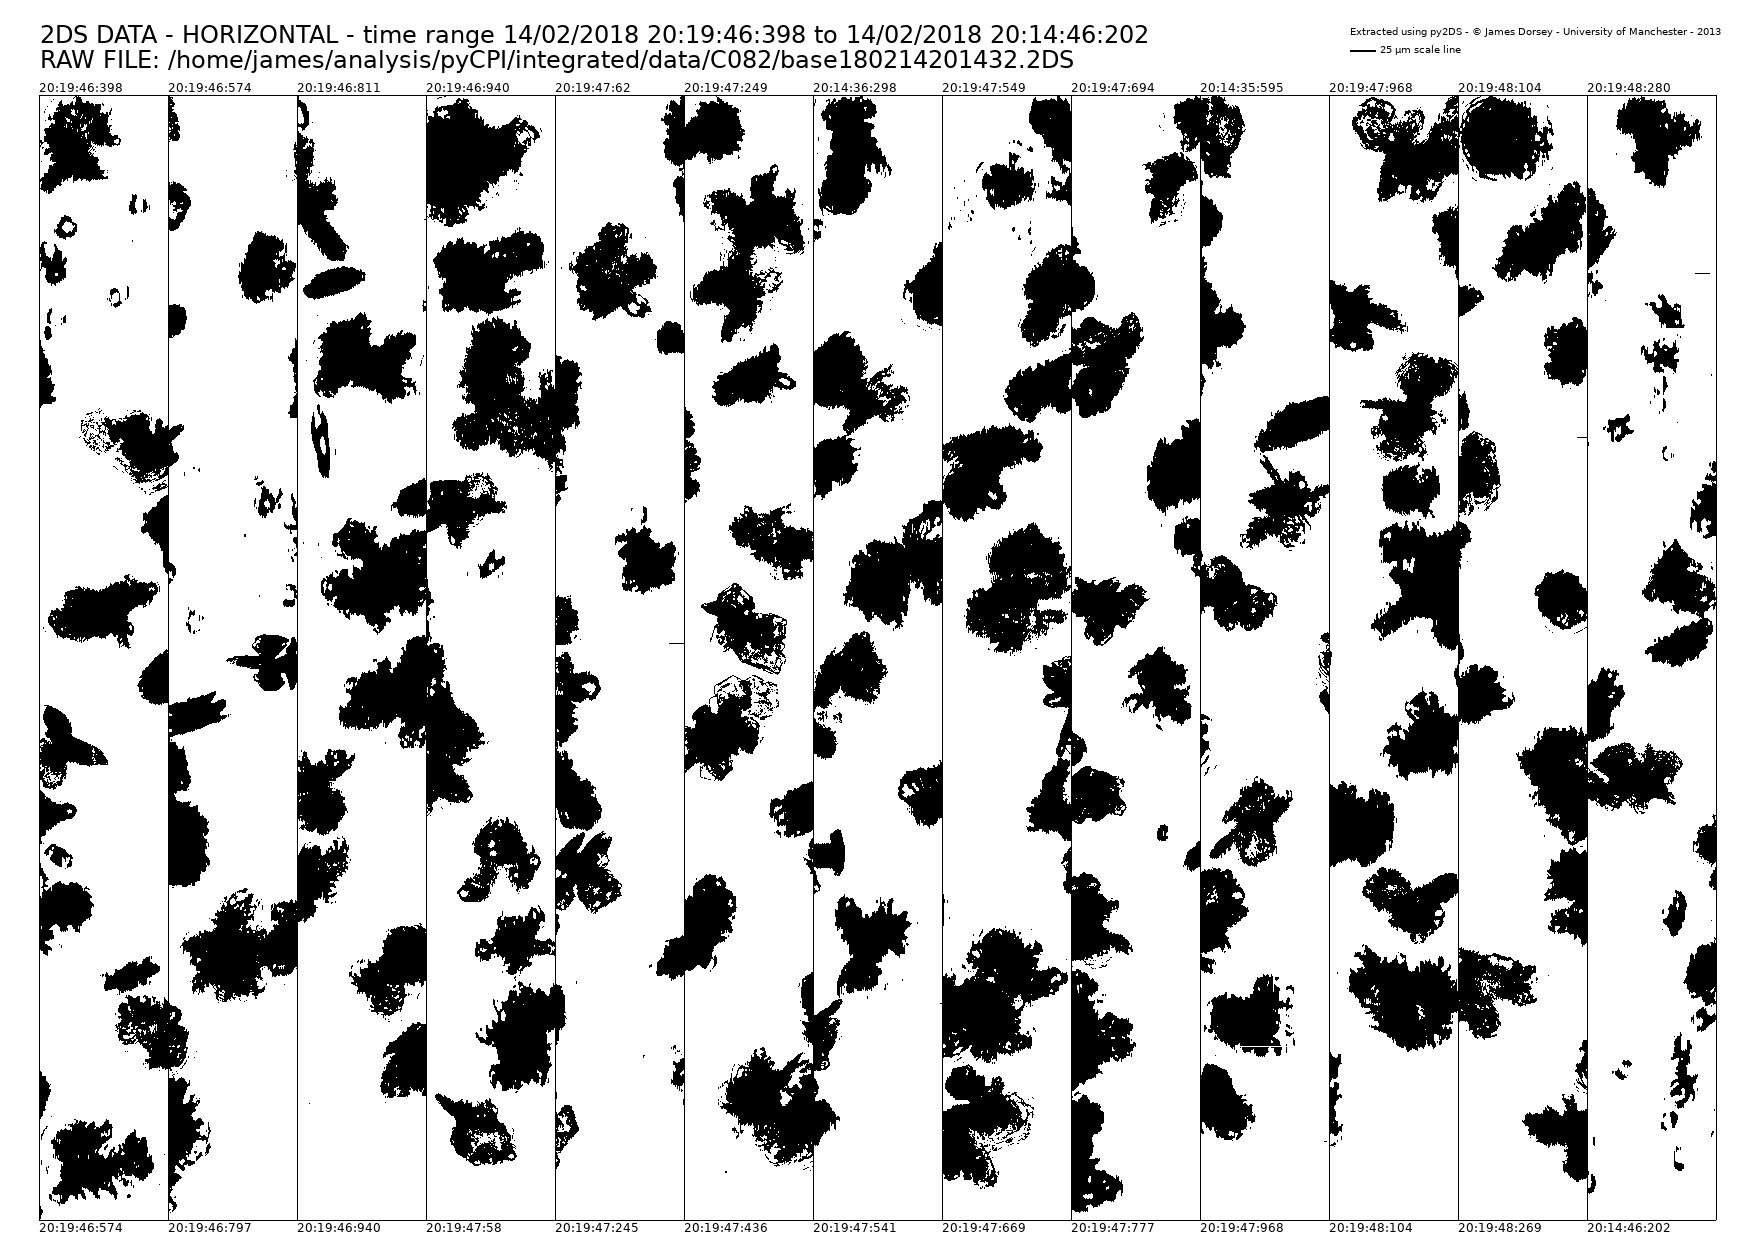 2DS DATA - HORIZONTAL - time range 14/02/2018 20:19:46:398 to 14/02/2018 20:14:46:202
RAW FILE: /home/james/analysis/pyCPI/integrated/data/C082/base180214201432.2DS
Extracted using py2DS - © James Dorsey - University of Manchester - 2013
25 µm scale line
20:19:46:398 20:19:46:574 20:19:46:811 20:19:46:940 20:19:47:62 20:19:47:249 20:14:36:298 20:19:47:549 20:19:47:694 20:14:35:595 20:19:47:968 20:19:48:104 20:19:48:280
20:19:46:574 20:19:46:797 20:19:46:940 20:19:47:58 20:19:47:245 20:19:47:436 20:19:47:541 20:19:47:669 20:19:47:777 20:19:47:968 20:19:48:104 20:19:48:269 20:14:46:202